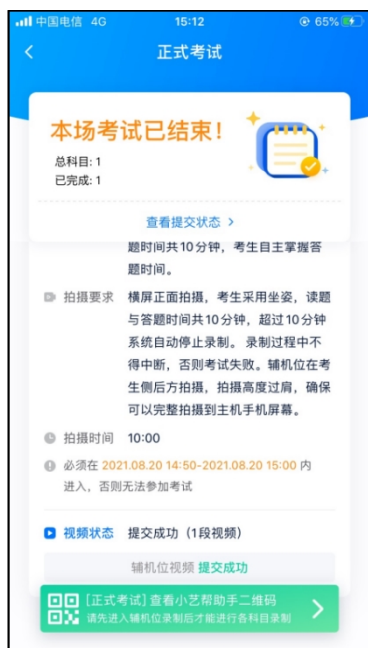 中国电信 4G 15:12 65%
正式考试
本场考试已结束！
总科目: 1
已完成: 1
查看提交状态 >
题时间共10分钟，考生自主掌握答
题时间。
拍摄要求 横屏正面拍摄，考生采用坐姿，读题
与答题时间共10分钟，超过10分钟
系统自动停止录制。 录制过程中不
得中断，否则考试失败。辅机位在考
生侧后方拍摄，拍摄高度过肩，确保
可以完整拍摄到主机手机屏幕。
拍摄时间 10:00
必须在 2021.08.20 14:50-2021.08.20 15:00 内
进入，否则无法参加考试
视频状态 提交成功（1段视频）
辅机位视频 提交成功
[正式考试] 查看小艺帮助手二维码
请先进入辅机位录制后才能进行各科目录制